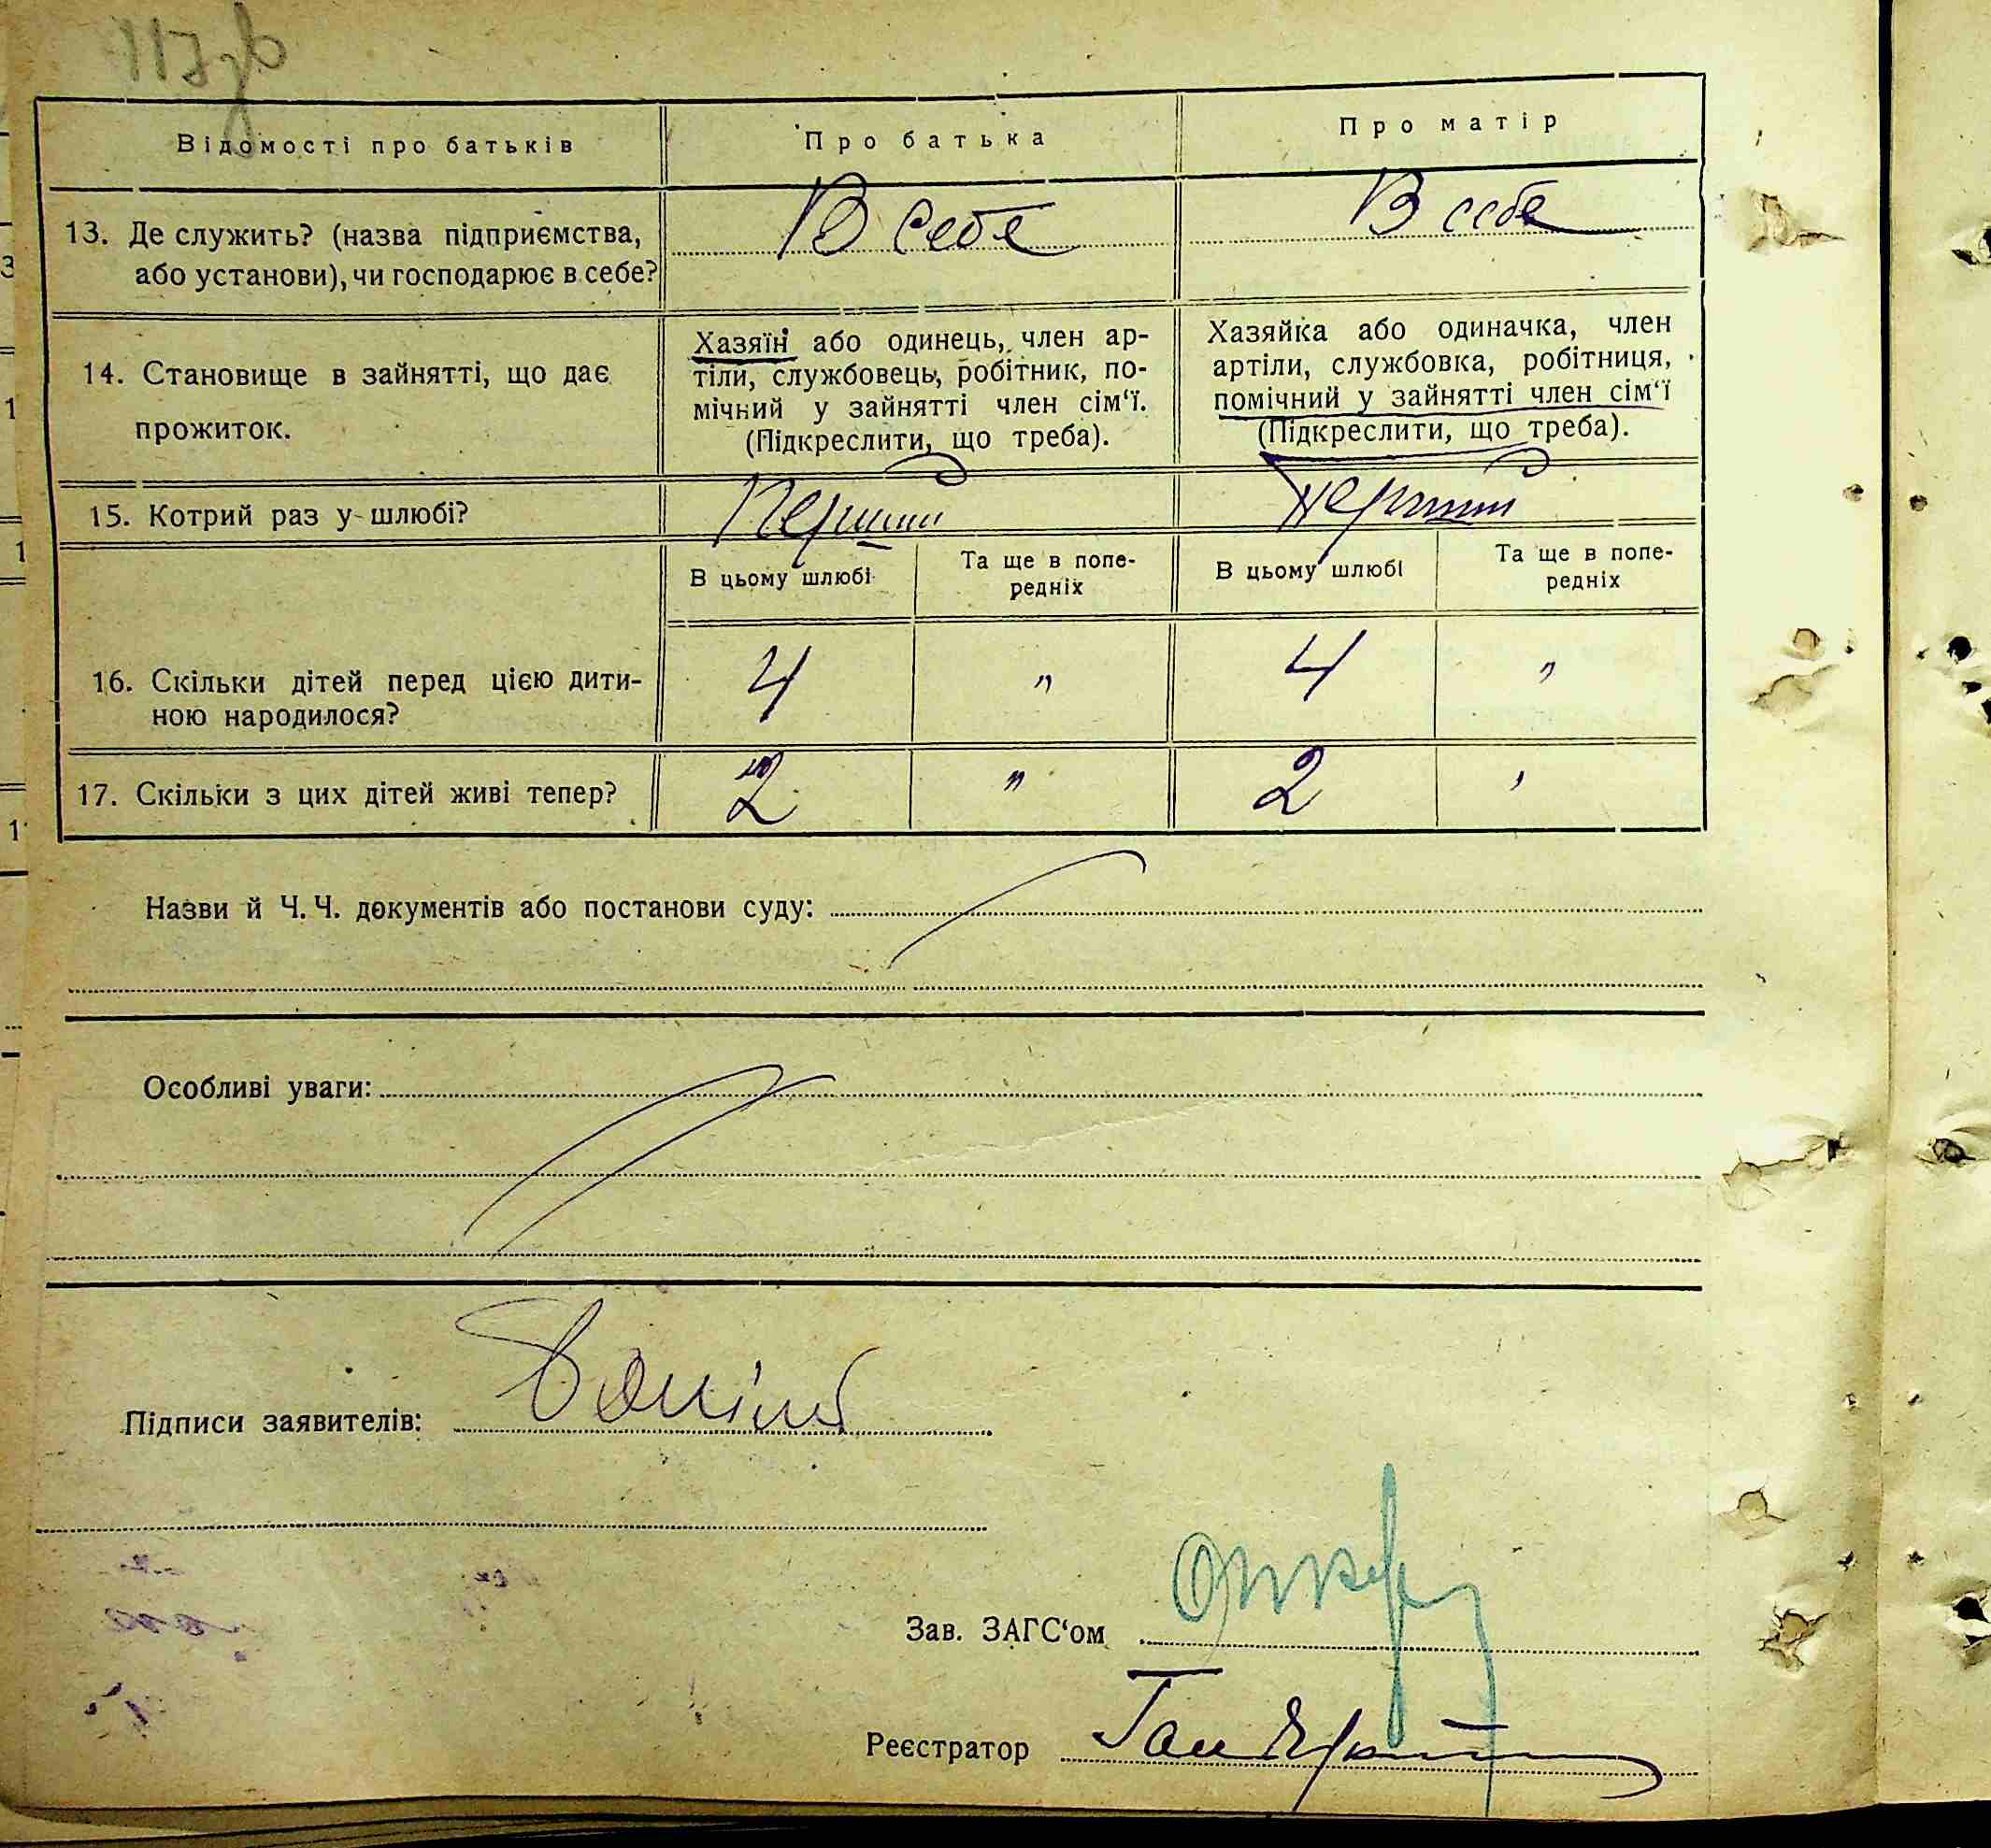 117зв
Відомості про батьків
Про батька
Про матір
13. Де служить? (назва підприємства,
або установи), чи господарює в себе?
В себе
В себе
14. Становище в зайнятті, що дає
прожиток.
Хазяїн або одинець, член ар-
тіли, службовець, робітник, по-
мічний у зайнятті член сім‘ї.
(Підкреслити, що треба).
Хазяйка або одиначка, член
артіли, службовка, робітниця,
помічний у зайнятті член сім‘ї
(Підкреслити, що треба).
15. Котрий раз у шлюбі?
Перший
Перший
В цьому шлюбі
Та ще в попе-
редніх
В цьому шлюбі
Та ще в попе-
редніх
16. Скільки дітей перед цією дити-
ною народилося?
4 " 4 "
17. Скільки з цих дітей живі тепер?
2 " 2 "
Назви й Ч. Ч. документів або постанови суду:
Особливі уваги:
Підписи заявителів:
Зав. ЗАГС‘ом
Реєстратор